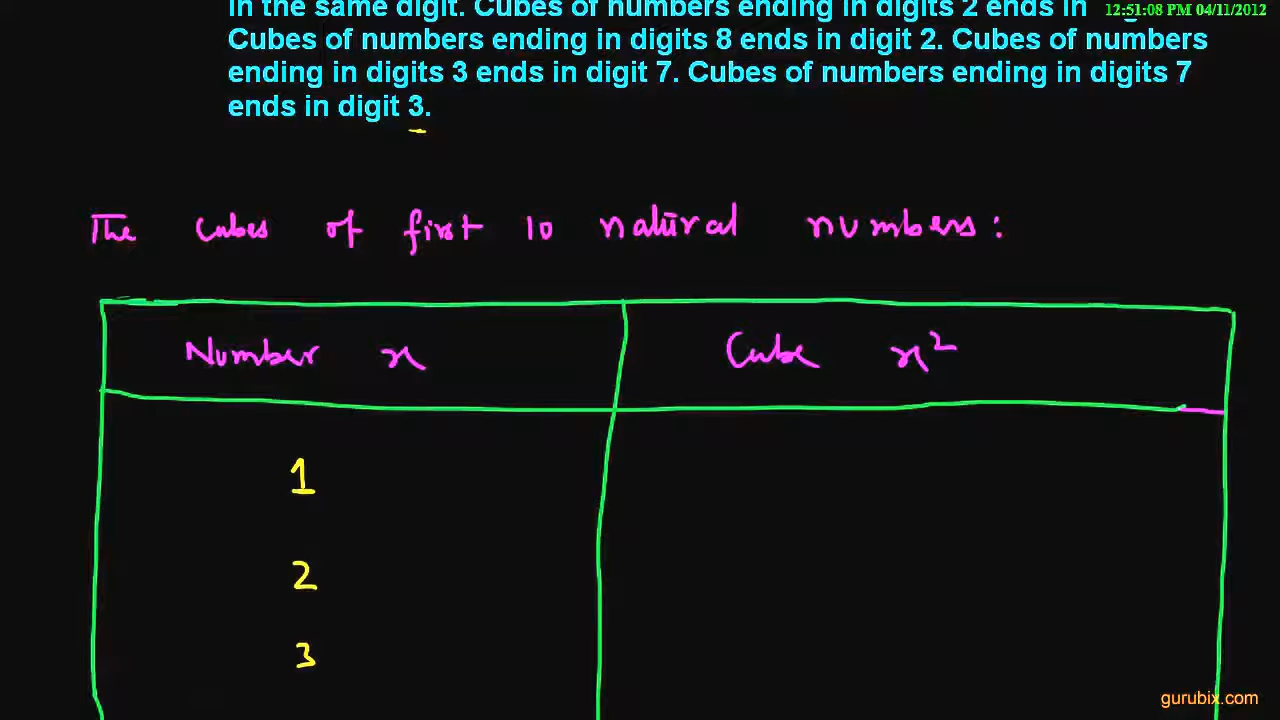 in the same digit. Cubes of numbers ending in digits 2 ends in
12:51:08 PM 04/11/2012
Cubes of numbers ending in digits 8 ends in digit 2. Cubes of numbers
ending in digits 3 ends in digit 7. Cubes of numbers ending in digits 7
ends in digit 3.
The cubes of first 10 natural numbers:
Number x Cube x²
1
2
3
gurubix.com